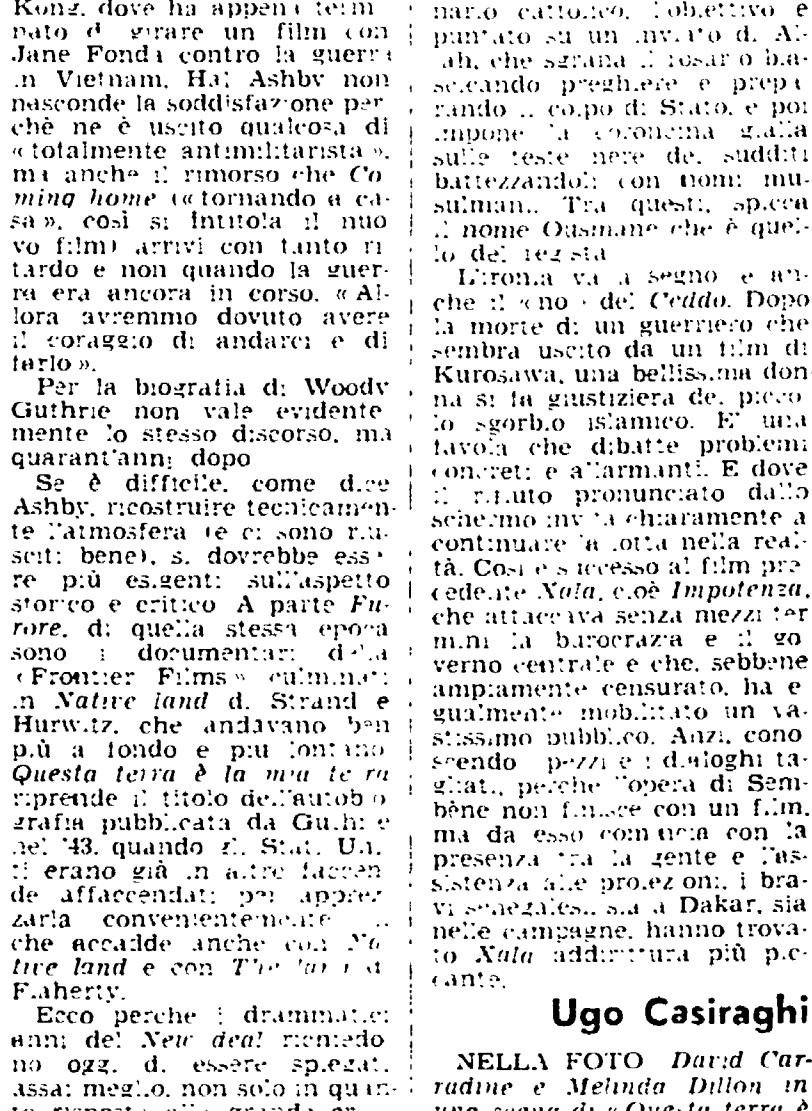 Kong, dove ha appena termi-
nato di girare un film con
Jane Fonda contro la guerra
in Vietnam. Hal Ashby non
nasconde la soddisfazione per
chè ne è uscito qualcosa di
«totalmente antimilitarista»,
ma anche il rimorso che Co
ming home («tornando a ca-
sa», così si intitola il nuo
vo film) arrivi con tanto ri
tardo e non quando la guer-
ra era ancora in corso. «Al-
lora avremmo dovuto avere
il coraggio di andarci e di
farlo».
Per la biografia di Woody
Guthrie non vale evidente
mente lo stesso discorso, ma
quarant'anni dopo
Se è difficile, come dice
Ashby, ricostruire tecnicamen-
te l'atmosfera (e ci sono riu-
sciti bene), si dovrebbe esse
re più esigenti sull'aspetto
storico e critico A parte Fu-
rore, di quella stessa epoca
sono i documentari della
«Frontier Films» culminati
in Native land di Strand e
Hurwitz, che andavano ben
più a fondo e più lontano
Questa terra è la mia terra
riprende il titolo dell'autobio
grafia pubblicata da Guthrie
nel '43, quando gli Stati Uni
ti erano già in altre faccen
de affaccendati per apprez
zarla convenientemente
che accadde anche con Na
tive land e con The land di
Flaherty.
Ecco perche i drammatici
anni del New deal richiedo
no oggi di essere spiegati
assai meglio, non solo in quan-
risposta alla grande
nario cattolico, l'obiettivo è
puntato su un inviato di Al-
lah, che sgrana il rosario bia-
scicando preghiere e prepa
rando il colpo di Stato, e poi
impone la coroncina gialla
sulle teste nere dei sudditi
battezzandoli con nomi mu-
sulmani. Tra questi, spicca
il nome Ousmane che è quel-
lo del regista
L'ironia va a segno e an-
che il «no» del Ceddo. Dopo
la morte di un guerriero che
sembra uscito da un film di
Kurosawa, una bellissima don
na si fa giustiziera del picco
lo sgorbio islamico. E' una
favola che dibatte problemi
concreti e allarmanti. E dove
il rifiuto pronunciato dallo
schermo invita chiaramente a
continuare la lotta nella real-
tà. Così è successo al film pre
cedente Xala, cioè Impotenza,
che attaccava senza mezzi ter
mini la burocrazia e il go
verno centrale e che, sebbene
ampiamente censurato, ha e
gualmente mobilitato un va-
stissimo pubblico. Anzi, cono
scendo i pezzi e i dialoghi ta-
gliati, perche l'opera di Sem-
bène non finisce con un film,
ma da esso comincia con la
presenza tra la gente e l'as-
sistenza alle proiezioni, i bra-
vi senegalesi, sia a Dakar, sia
nelle campagne, hanno trova-
to Xala addirittura più pic-
cante.
Ugo Casiraghi
NELLA FOTO David Car-
radine e Melinda Dillon in
una scena di «Questa terra è